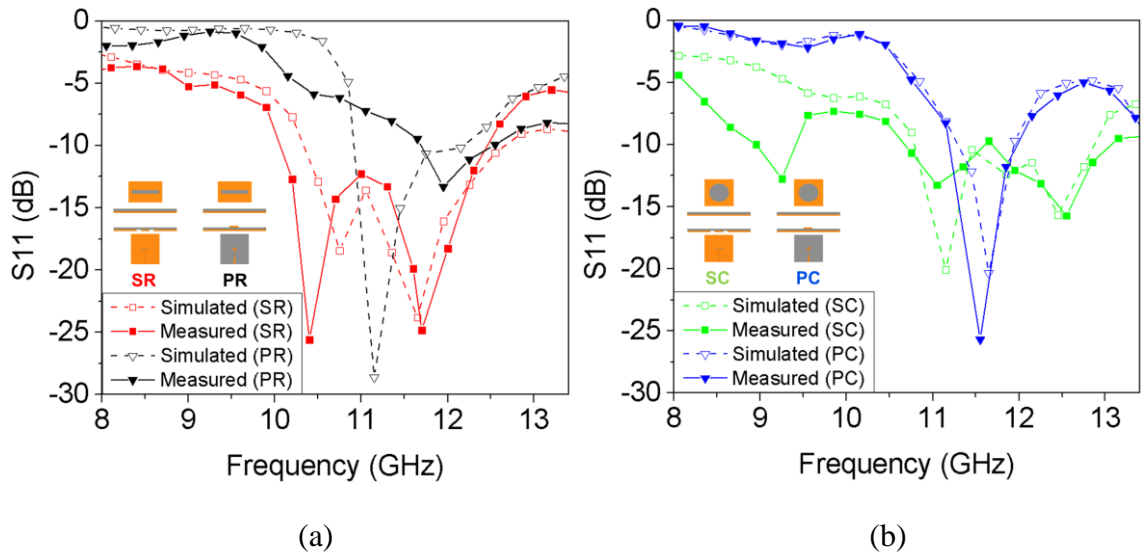 0
-5
-10
-15
-20
-25
-30
S11 (dB)
SR PR
Simulated (SR)
Measured (SR)
Simulated (PR)
Measured (PR)
8 9 10 11 12 13
Frequency (GHz)
(a)
0
-5
-10
-15
-20
-25
-30
S11 (dB)
SC PC
Simulated (SC)
Measured (SC)
Simulated (PC)
Measured (PC)
8 9 10 11 12 13
Frequency (GHz)
(b)